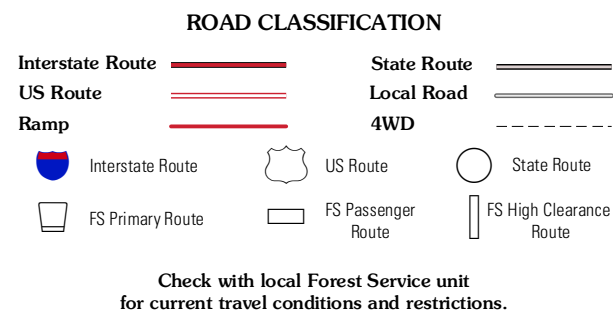 ROAD CLASSIFICATION
Interstate Route
State Route
US Route
Local Road
Ramp
4WD
Interstate Route
US Route
State Route
FS Primary Route
FS Passenger
Route
FS High Clearance
Route
Check with local Forest Service unit
for current travel conditions and restrictions.